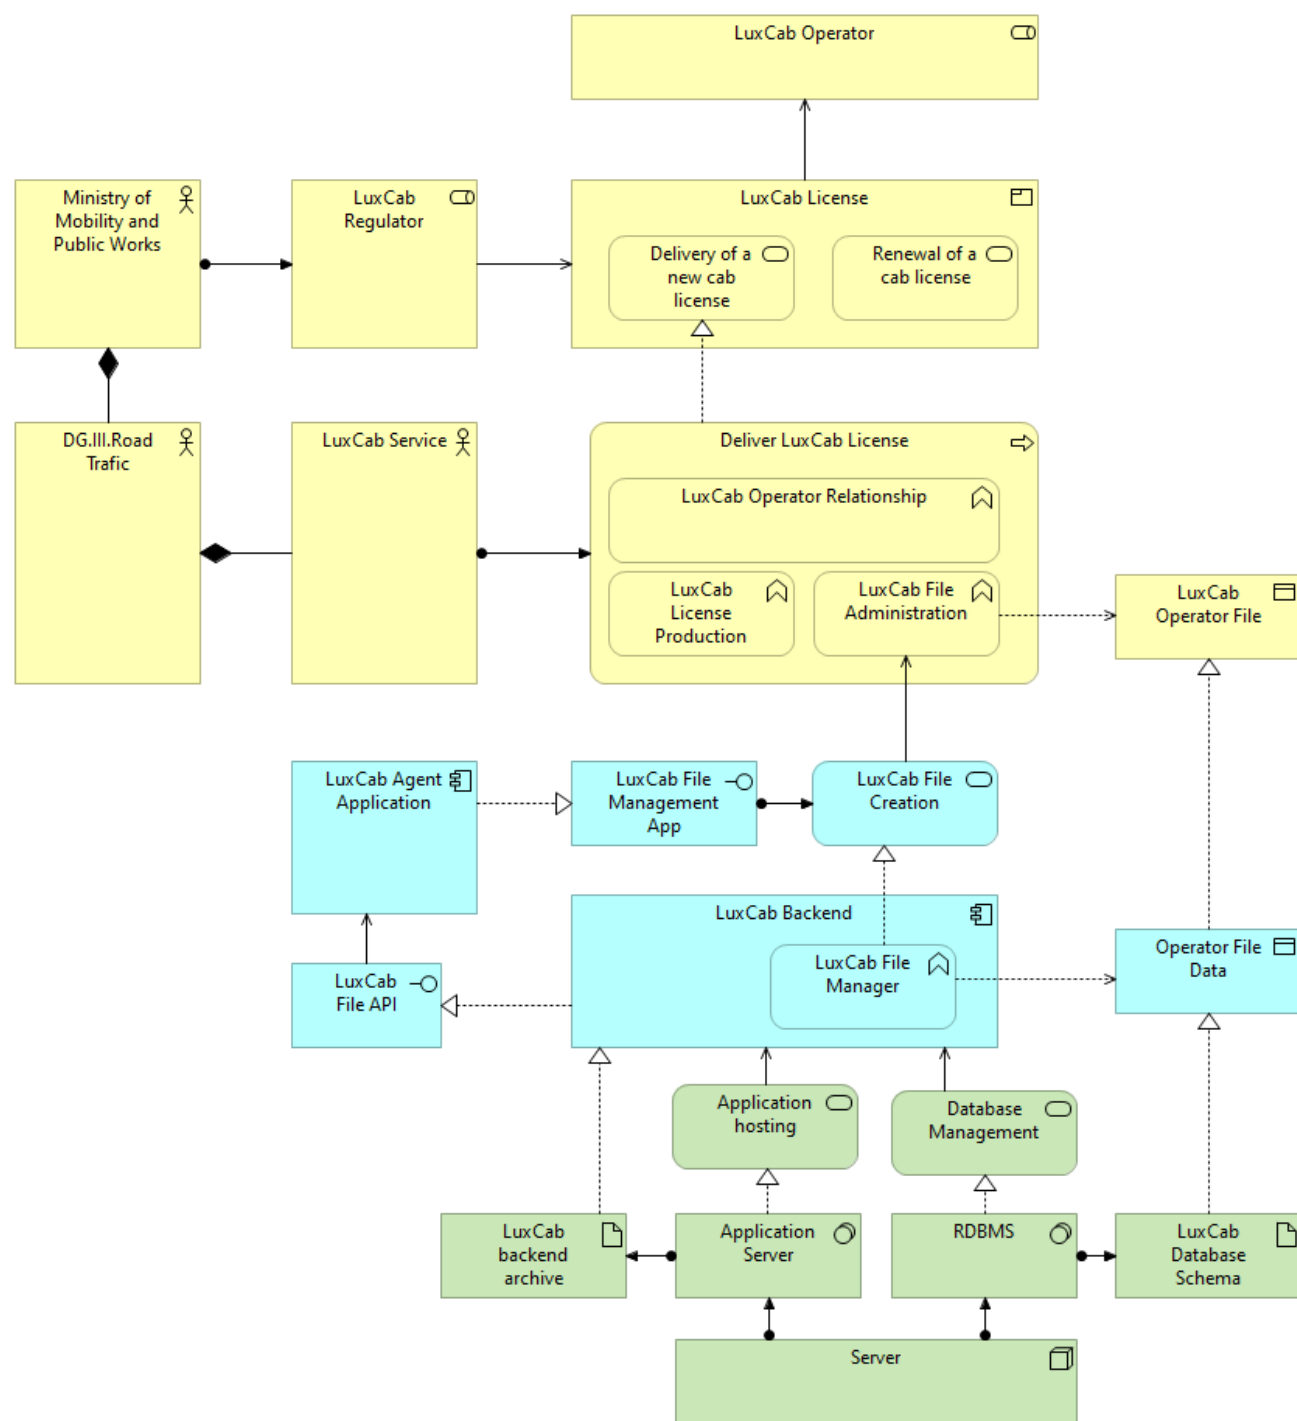 LuxCab Operator
Ministry of
Mobility and
Public Works
LuxCab
Regulator
LuxCab License
Delivery of a
new cab
license
Renewal of a
cab license
DG.III.Road
Trafic
LuxCab Service
Deliver LuxCab License
LuxCab Operator Relationship
LuxCab
License
Production
LuxCab File
Administration
LuxCab
Operator File
LuxCab Agent
Application
LuxCab File
Management
App
LuxCab File
Creation
LuxCab Backend
LuxCab File
Manager
Operator File
Data
LuxCab
File API
Application
hosting
Database
Management
LuxCab
backend
archive
Application
Server
RDBMS
LuxCab
Database
Schema
Server